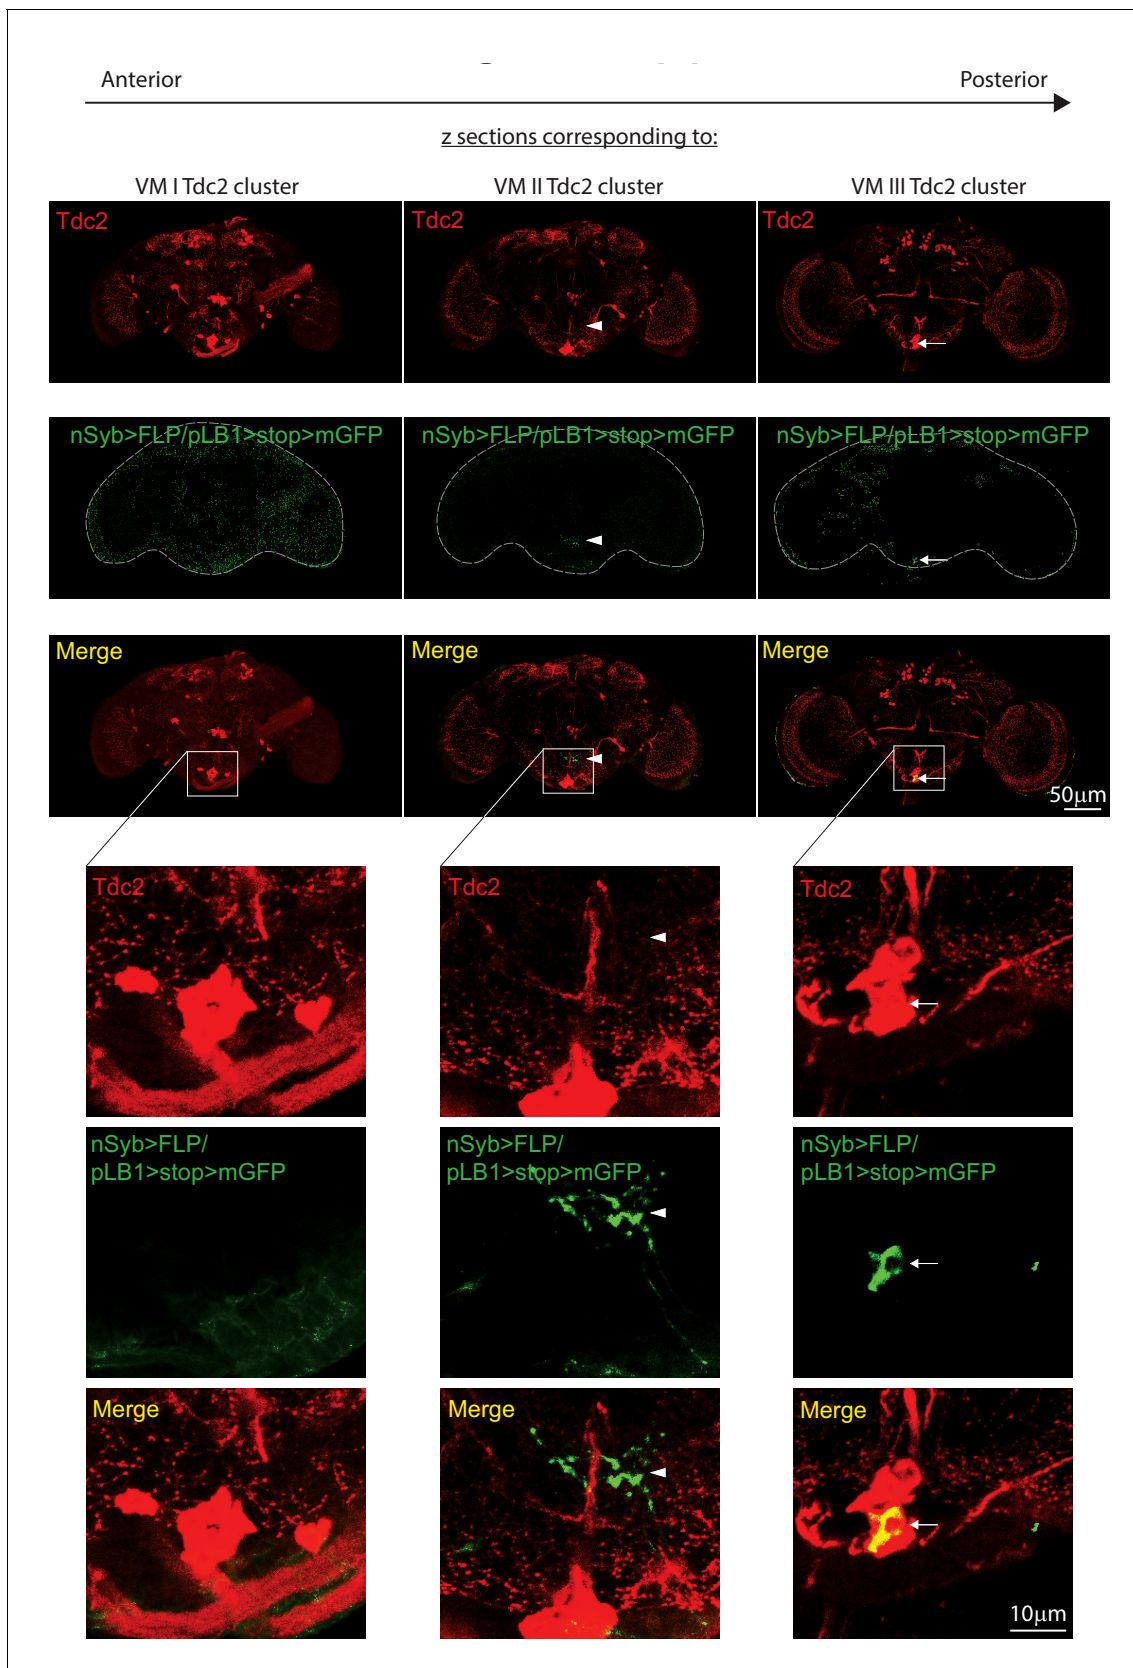 Anterior
Posterior
z sections corresponding to:
VM I Tdc2 cluster
VM II Tdc2 cluster
VM III Tdc2 cluster
Tdc2
Tdc2
Tdc2
nSyb>FLP/pLB1>stop>mGFP
nSyb>FLP/pLB1>stop>mGFP
nSyb>FLP/pLB1>stop>mGFP
Merge
Merge
Merge
50µm
Tdc2
Tdc2
Tdc2
nSyb>FLP/
pLB1>stop>mGFP
nSyb>FLP/
pLB1>stop>mGFP
nSyb>FLP/
pLB1>stop>mGFP
Merge
Merge
Merge
10µm